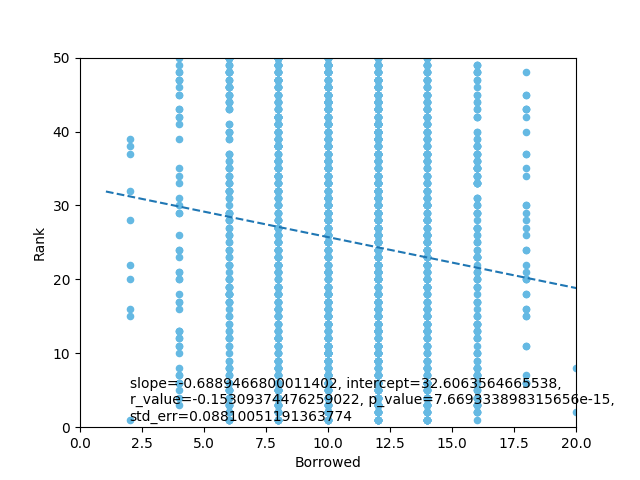 50
40
30
20
10
0
Rank
slope=-0.6889466800011402, intercept=32.6063564665538,
r_value=-0.15309374476259022, p_value=7.669333898315656e-15,
std_err=0.08810051191363774
0.0 2.5 5.0 7.5 10.0 12.5 15.0 17.5 20.0
Borrowed